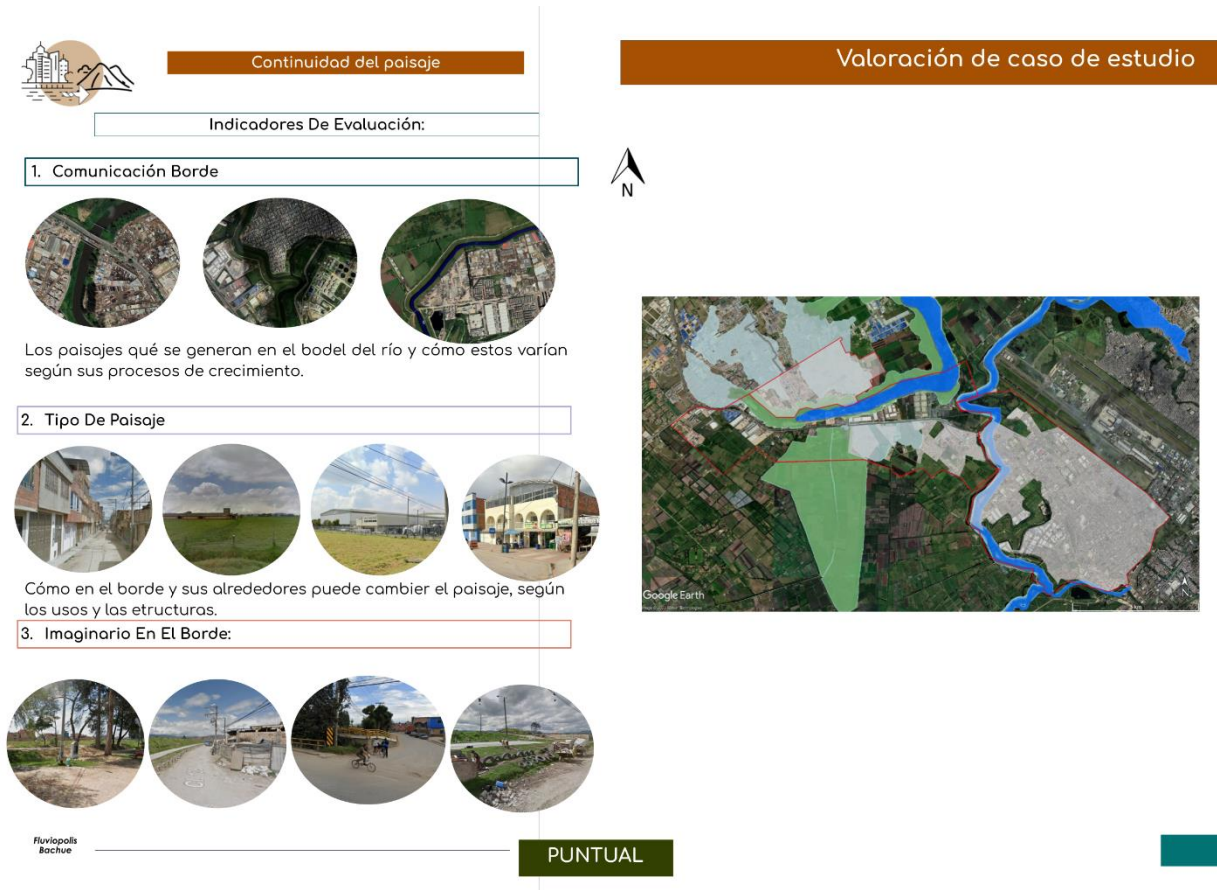 Continuidad del paisaje
Indicadores De Evaluación:
1. Comunicación Borde
Los paisajes qué se generan en el bodel del río y cómo estos varían
según sus procesos de crecimiento.
2. Tipo De Paisaje
Cómo en el borde y sus alrededores puede cambier el paisaje, según
los usos y las etructuras.
3. Imaginario En El Borde:
Fluviopolis
Bachue
PUNTUAL
Valoración de caso de estudio
N
Google Earth
N